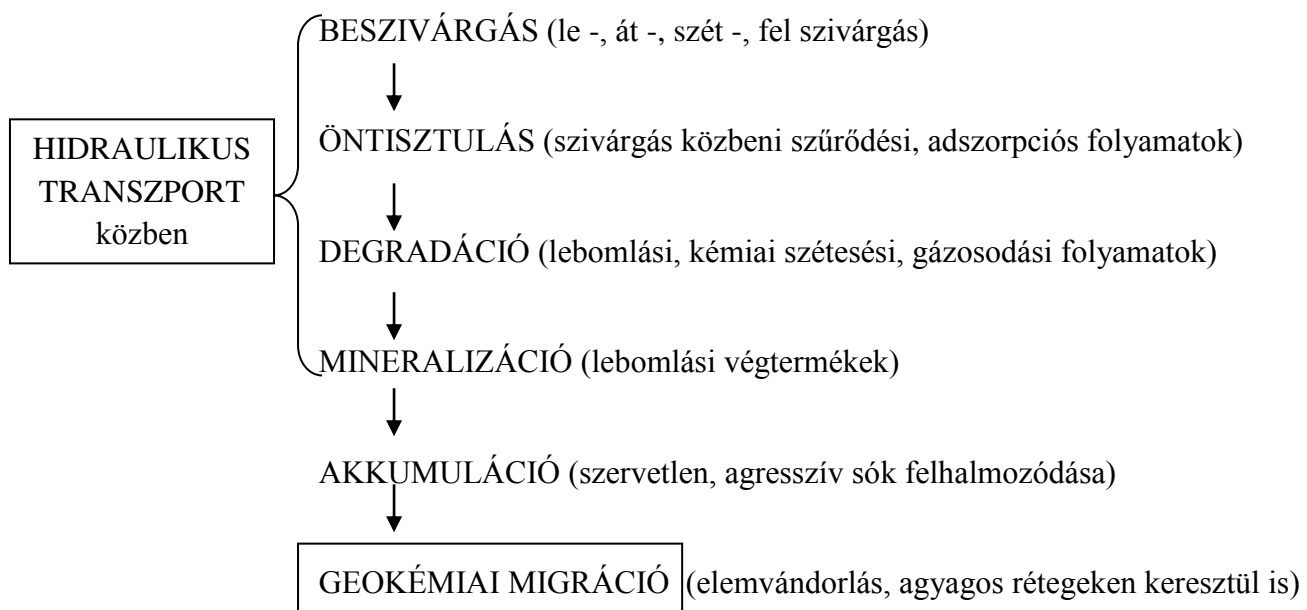 BESZIVÁRGÁS (le -, át -, szét -, fel szivárgás)
ÖNTISZTULÁS (szivárgás közbeni szűrődési, adszorpciós folyamatok)
HIDRAULIKUS
TRANSZPORT
közben
DEGRADÁCIÓ (lebomlási, kémiai szétesési, gázosodási folyamatok)
MINERALIZÁCIÓ (lebomlási végtermékek)
AKKUMULÁCIÓ (szervetlen, agresszív sók felhalmozódása)
GEOKÉMIAI MIGRÁCIÓ (elemvándorlás, agyagos rétegeken keresztül is)